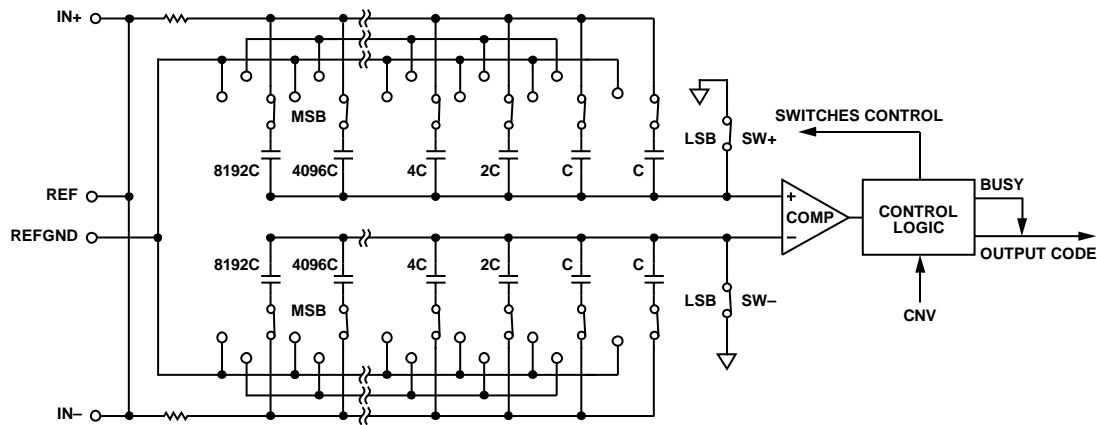 IN+
MSB
SWITCHES CONTROL
LSB SW+
8192C 4096C 4C 2C C C
REF
BUSY
REFGND
+
COMP
−
CONTROL
LOGIC
OUTPUT CODE
8192C 4096C 4C 2C C C
MSB
LSB SW–
CNV
IN–